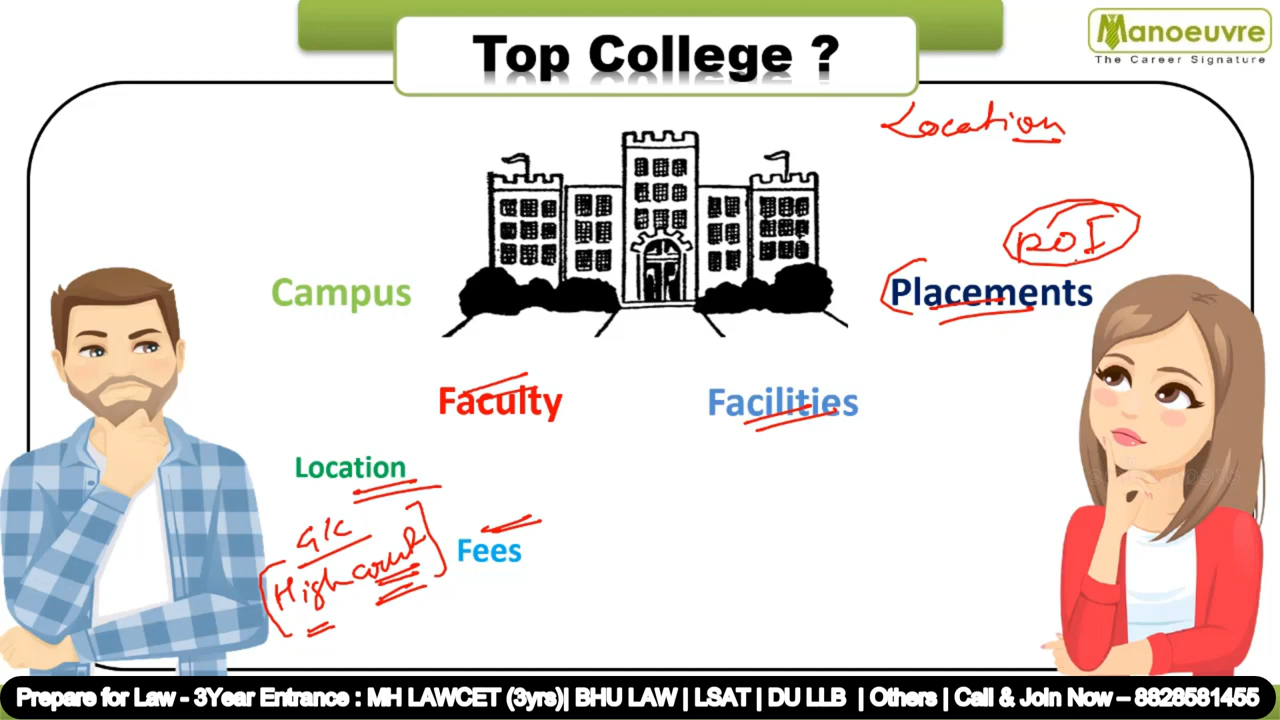 Top College ?
Manoeuvre
The Career Signature
Location
ROI
Campus
Placements
Faculty
Facilities
Location
G/C
High court
Fees
Prepare for Law - 3Year Entrance : MH LAWCET (3yrs)| BHU LAW | LSAT | DU LLB | Others | Call & Join Now – 8828581455